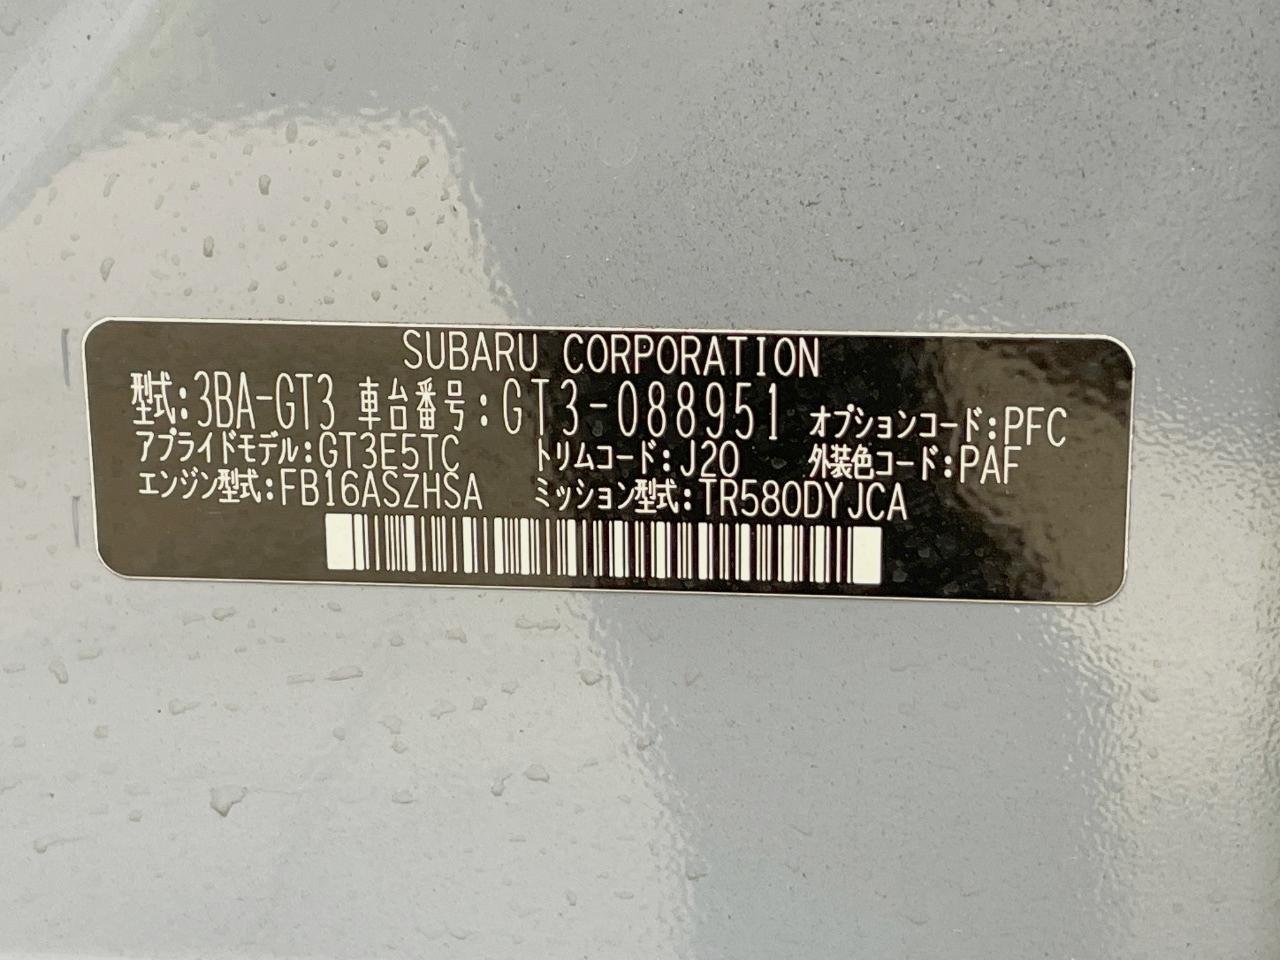 SUBARU CORPORATION
型式:3BA-GT3 車台番号:GT3-088951 オプションコード:PFC
アプライドモデル:GT3E5TC トリムコード:J20 外装色コード:PAF
エンジン型式:FB16ASZHSA ミッション型式:TR580DYJCA